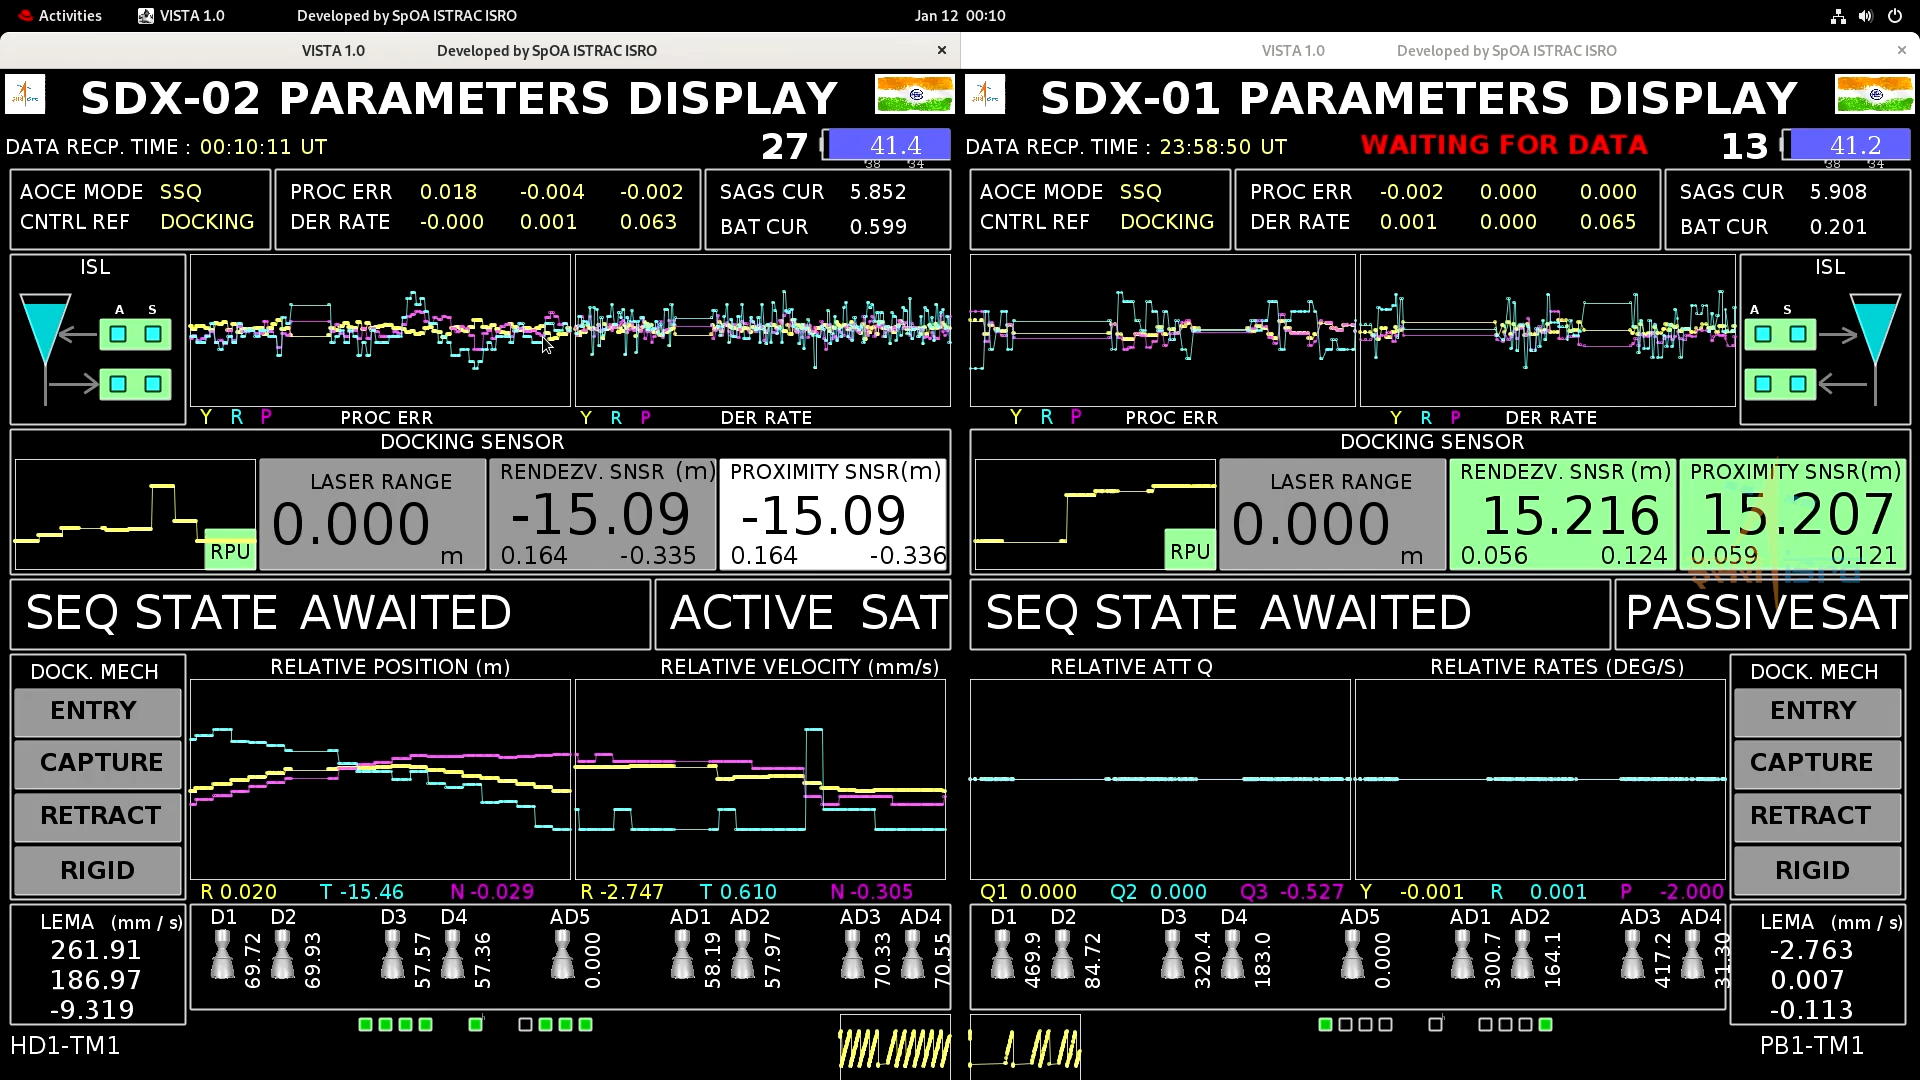 Activities VISTA 1.0 Developed by SpOA ISTRAC ISRO Jan 12 00:10
VISTA 1.0 Developed by SpOA ISTRAC ISRO ×
SDX-02 PARAMETERS DISPLAY
DATA RECP. TIME : 00:10:11 UT 27 41.4
'38 '34
AOCE MODE SSQ
CNTRL REF DOCKING
PROC ERR 0.018 -0.004 -0.002
DER RATE -0.000 0.001 0.063
SAGS CUR 5.852
BAT CUR 0.599
ISL
A S
Y R P PROC ERR
Y R P DER RATE
DOCKING SENSOR
RPU
LASER RANGE
0.000
m
RENDEZV. SNSR (m)
-15.09
0.164 -0.335
PROXIMITY SNSR(m)
-15.09
0.164 -0.336
SEQ STATE AWAITED
ACTIVE SAT
DOCK. MECH
ENTRY
CAPTURE
RETRACT
RIGID
RELATIVE POSITION (m)
R 0.020 T -15.46 N -0.029
RELATIVE VELOCITY (mm/s)
R -2.747 T 0.610 N -0.305
LEMA (mm / s)
261.91
186.97
-9.319
D1 D2 D3 D4 AD5 AD1 AD2 AD3 AD4
69.72 69.93 57.57 57.36 0.000 58.19 57.97 70.33 70.55
HD1-TM1
VISTA 1.0 Developed by SpOA ISTRAC ISRO ×
SDX-01 PARAMETERS DISPLAY
DATA RECP. TIME : 23:58:50 UT WAITING FOR DATA 13 41.2
'38 '34
AOCE MODE SSQ
CNTRL REF DOCKING
PROC ERR -0.002 0.000 0.000
DER RATE 0.001 0.000 0.065
SAGS CUR 5.908
BAT CUR 0.201
Y R P PROC ERR
Y R P DER RATE
ISL
A S
DOCKING SENSOR
RPU
LASER RANGE
0.000
m
RENDEZV. SNSR (m)
15.216
0.056 0.124
PROXIMITY SNSR(m)
15.207
0.059 0.121
SEQ STATE AWAITED
PASSIVE SAT
RELATIVE ATT Q
Q1 0.000 Q2 0.000 Q3 -0.527
RELATIVE RATES (DEG/S)
Y -0.001 R 0.001 P -2.000
DOCK. MECH
ENTRY
CAPTURE
RETRACT
RIGID
D1 D2 D3 D4 AD5 AD1 AD2 AD3 AD4
469.9 84.72 320.4 183.0 0.000 300.7 164.1 417.2 31.30
LEMA (mm / s)
-2.763
0.007
-0.113
PB1-TM1